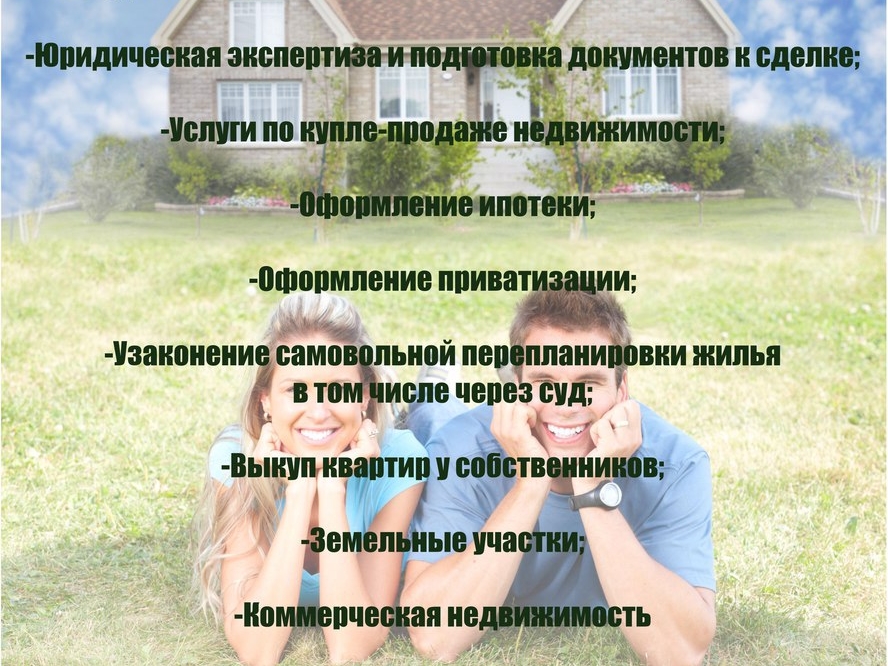 -Юридическая экспертиза и подготовка документов к сделке;
-Услуги по купле-продаже недвижимости;
-Оформление ипотеки;
-Оформление приватизации;
-Узаконение самовольной перепланировки жилья
в том числе через суд;
-Выкуп квартир у собственников;
-Земельные участки;
-Коммерческая недвижимость